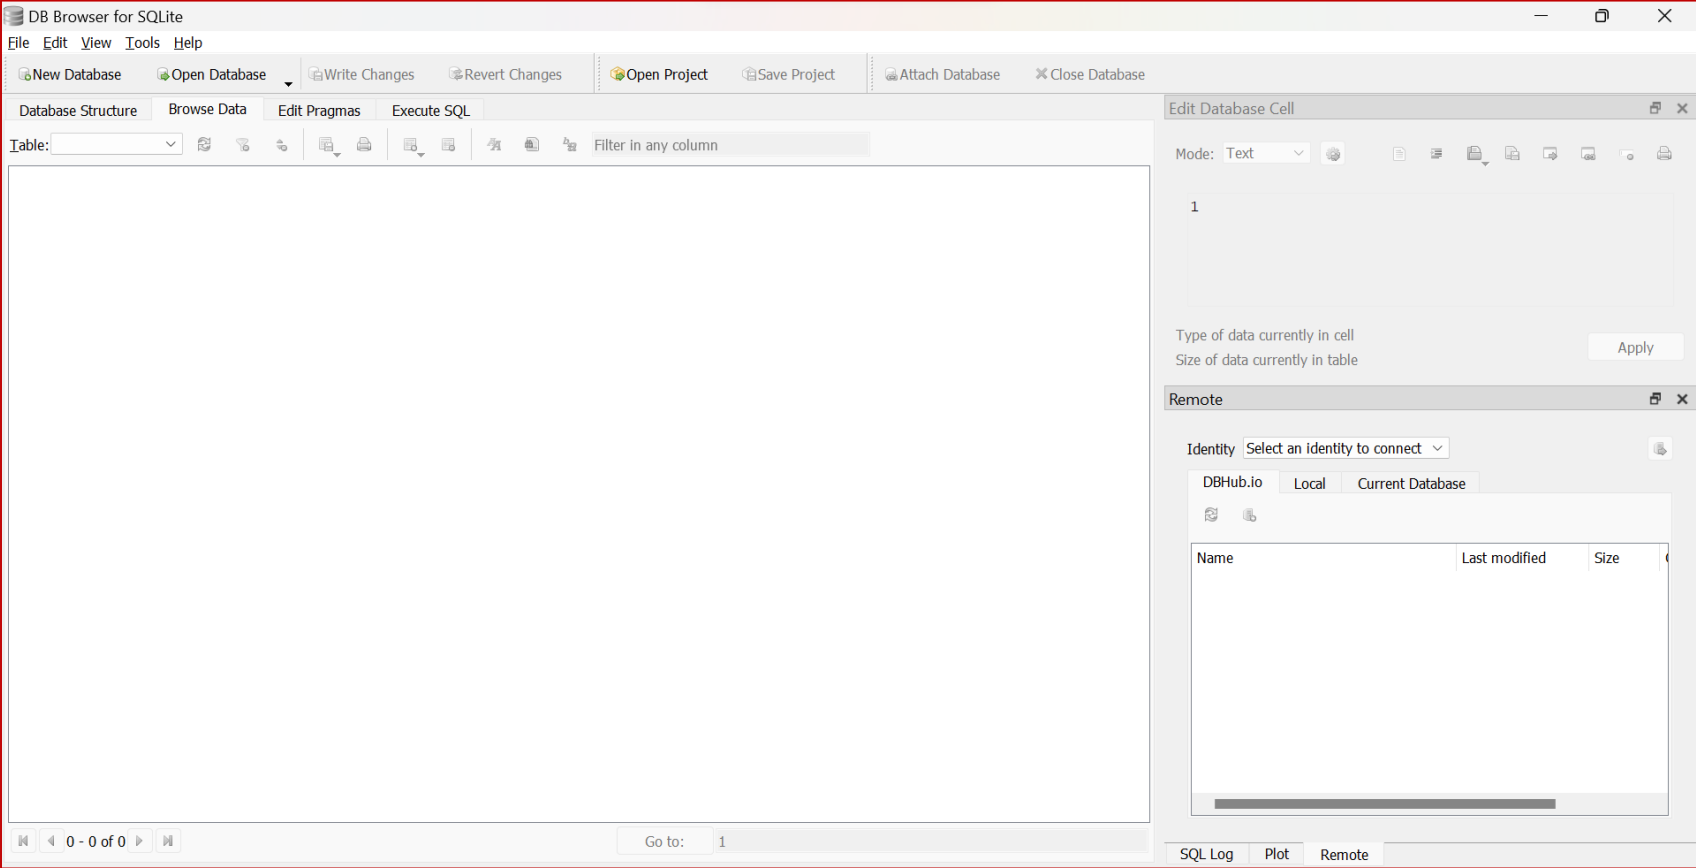 DB Browser for SQLite
File Edit View Tools Help
New Database Open Database Write Changes Revert Changes Open Project Save Project Attach Database Close Database
Database Structure Browse Data Edit Pragmas Execute SQL
Table: Filter in any column
0 - 0 of 0 Go to: 1
Edit Database Cell
Mode: Text
1
Type of data currently in cell
Size of data currently in table
Apply
Remote
Identity Select an identity to connect
DBHub.io Local Current Database
Name Last modified Size
SQL Log Plot Remote